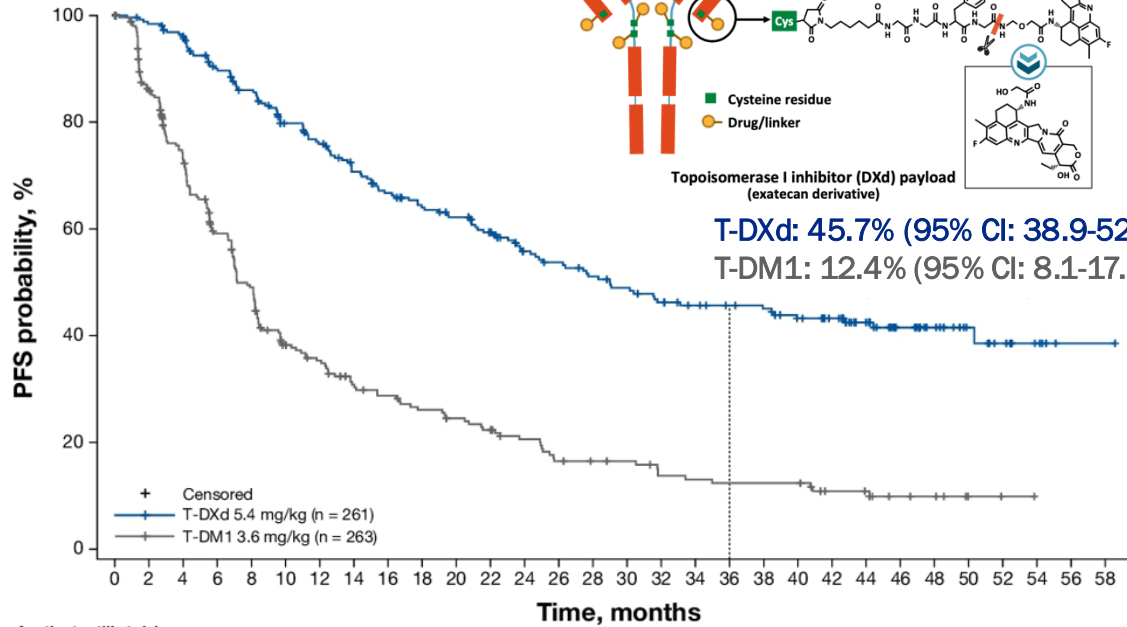 Cys
Cysteine residue
Drug/linker
Topoisomerase I inhibitor (DXd) payload
(exatecan derivative)
T-DXd: 45.7% (95% CI: 38.9-52
T-DM1: 12.4% (95% CI: 8.1-17.
PFS probability, %
100
80
60
40
20
0
Censored
T-DXd 5.4 mg/kg (n = 261)
T-DM1 3.6 mg/kg (n = 263)
0 2 4 6 8 10 12 14 16 18 20 22 24 26 28 30 32 34 36 38 40 42 44 46 48 50 52 54 56 58
Time, months